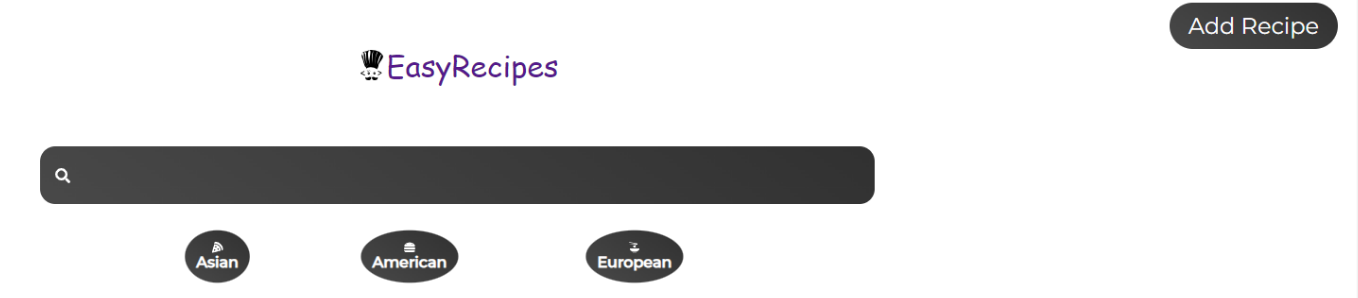 Add Recipe
EasyRecipes
Asian
American
European